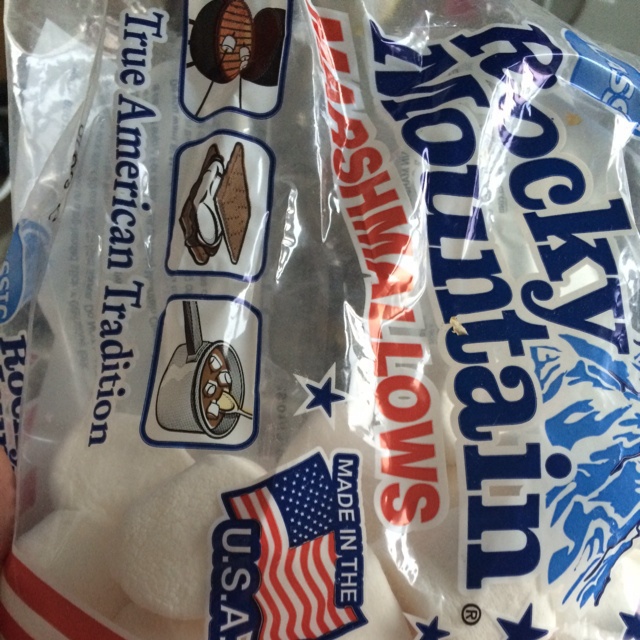 Rocky
Mountain®
MARSHMALLOWS
True American Tradition
MADE IN THE
U.S.A